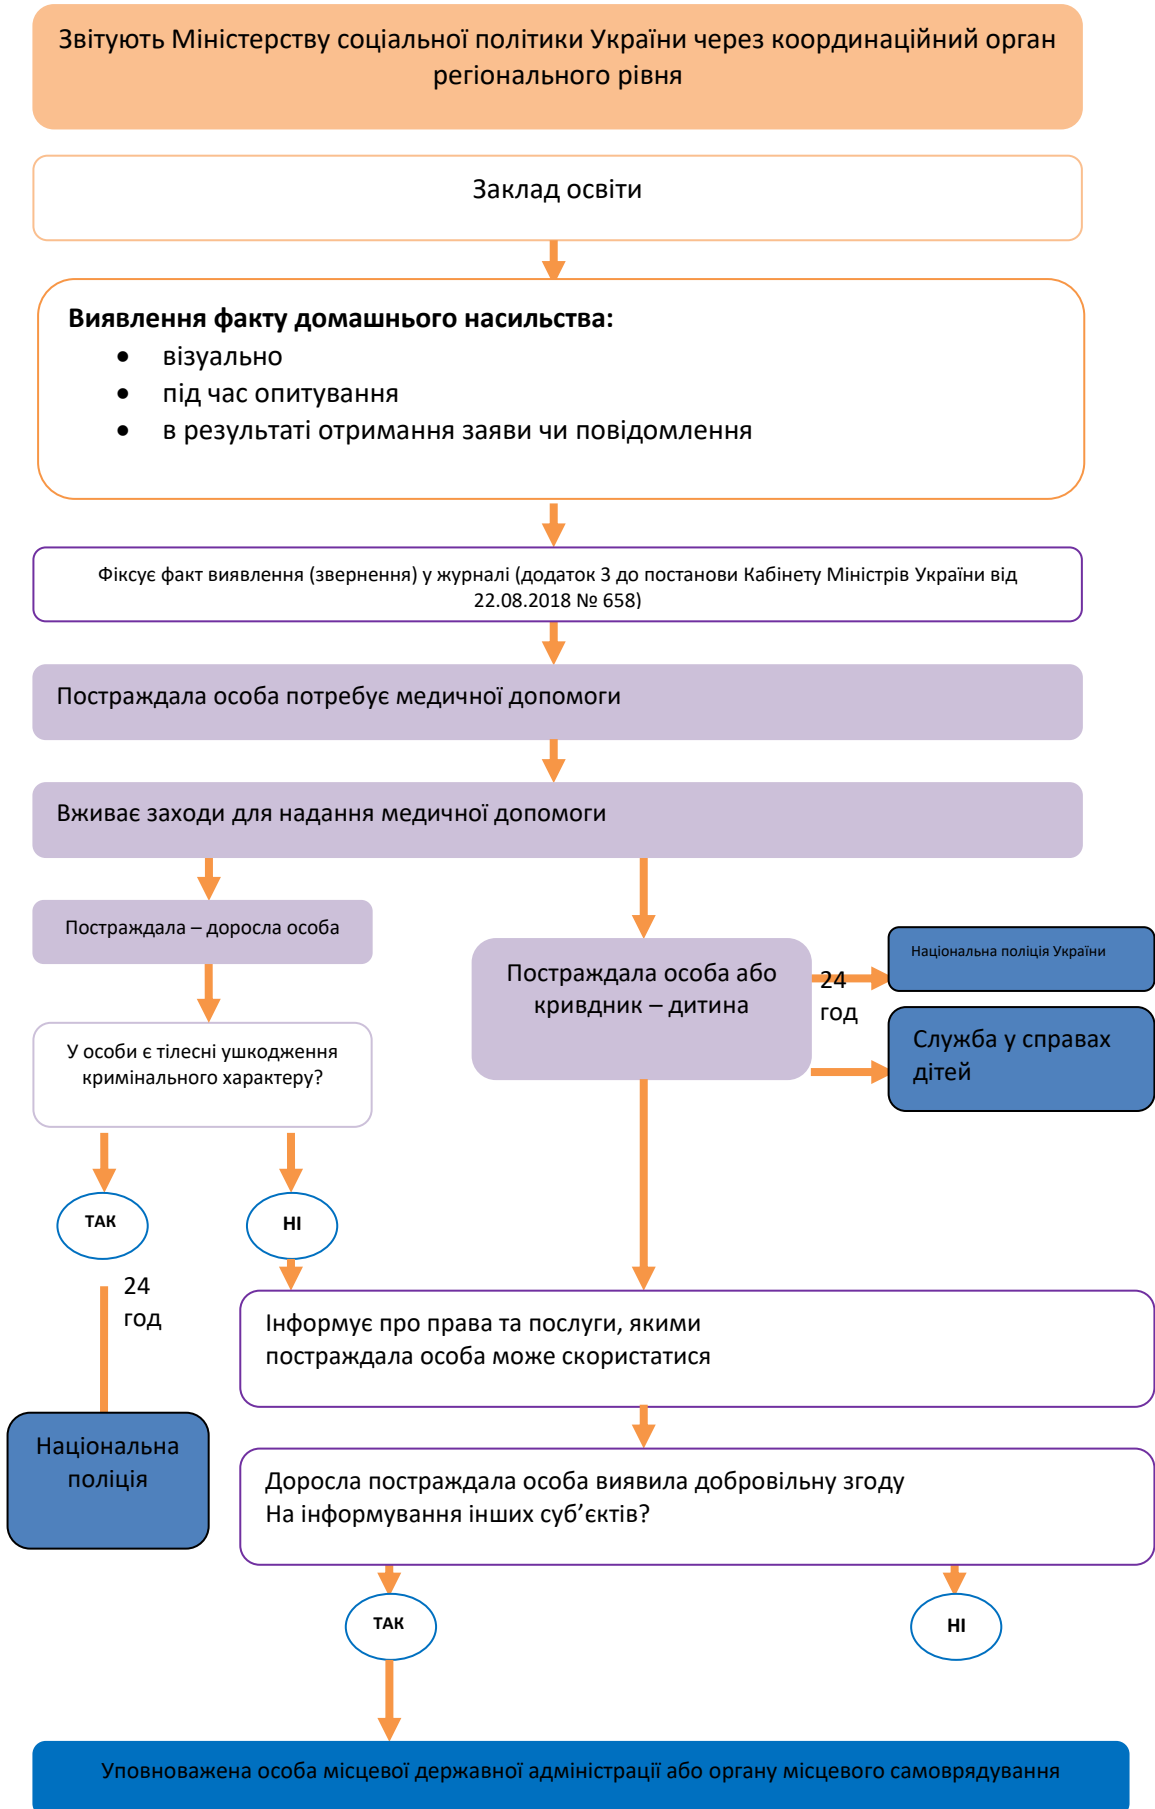 Звітують Міністерству соціальної політики України через координаційний орган
регіонального рівня
Заклад освіти
Виявлення факту домашнього насильства:
• візуально
• під час опитування
• в результаті отримання заяви чи повідомлення
Фіксує факт виявлення (звернення) у журналі (додаток 3 до постанови Кабінету Міністрів України від
22.08.2018 № 658)
Постраждала особа потребує медичної допомоги
Вживає заходи для надання медичної допомоги
Постраждала – доросла особа
Постраждала особа або
кривдник – дитина
24
год
Національна поліція України
Служба у справах
дітей
У особи є тілесні ушкодження
кримінального характеру?
ТАК
НІ
24
год
Інформує про права та послуги, якими
постраждала особа може скористатися
Національна
поліція
Доросла постраждала особа виявила добровільну згоду
На інформування інших суб’єктів?
ТАК
НІ
Уповноважена особа місцевої державної адміністрації або органу місцевого самоврядування